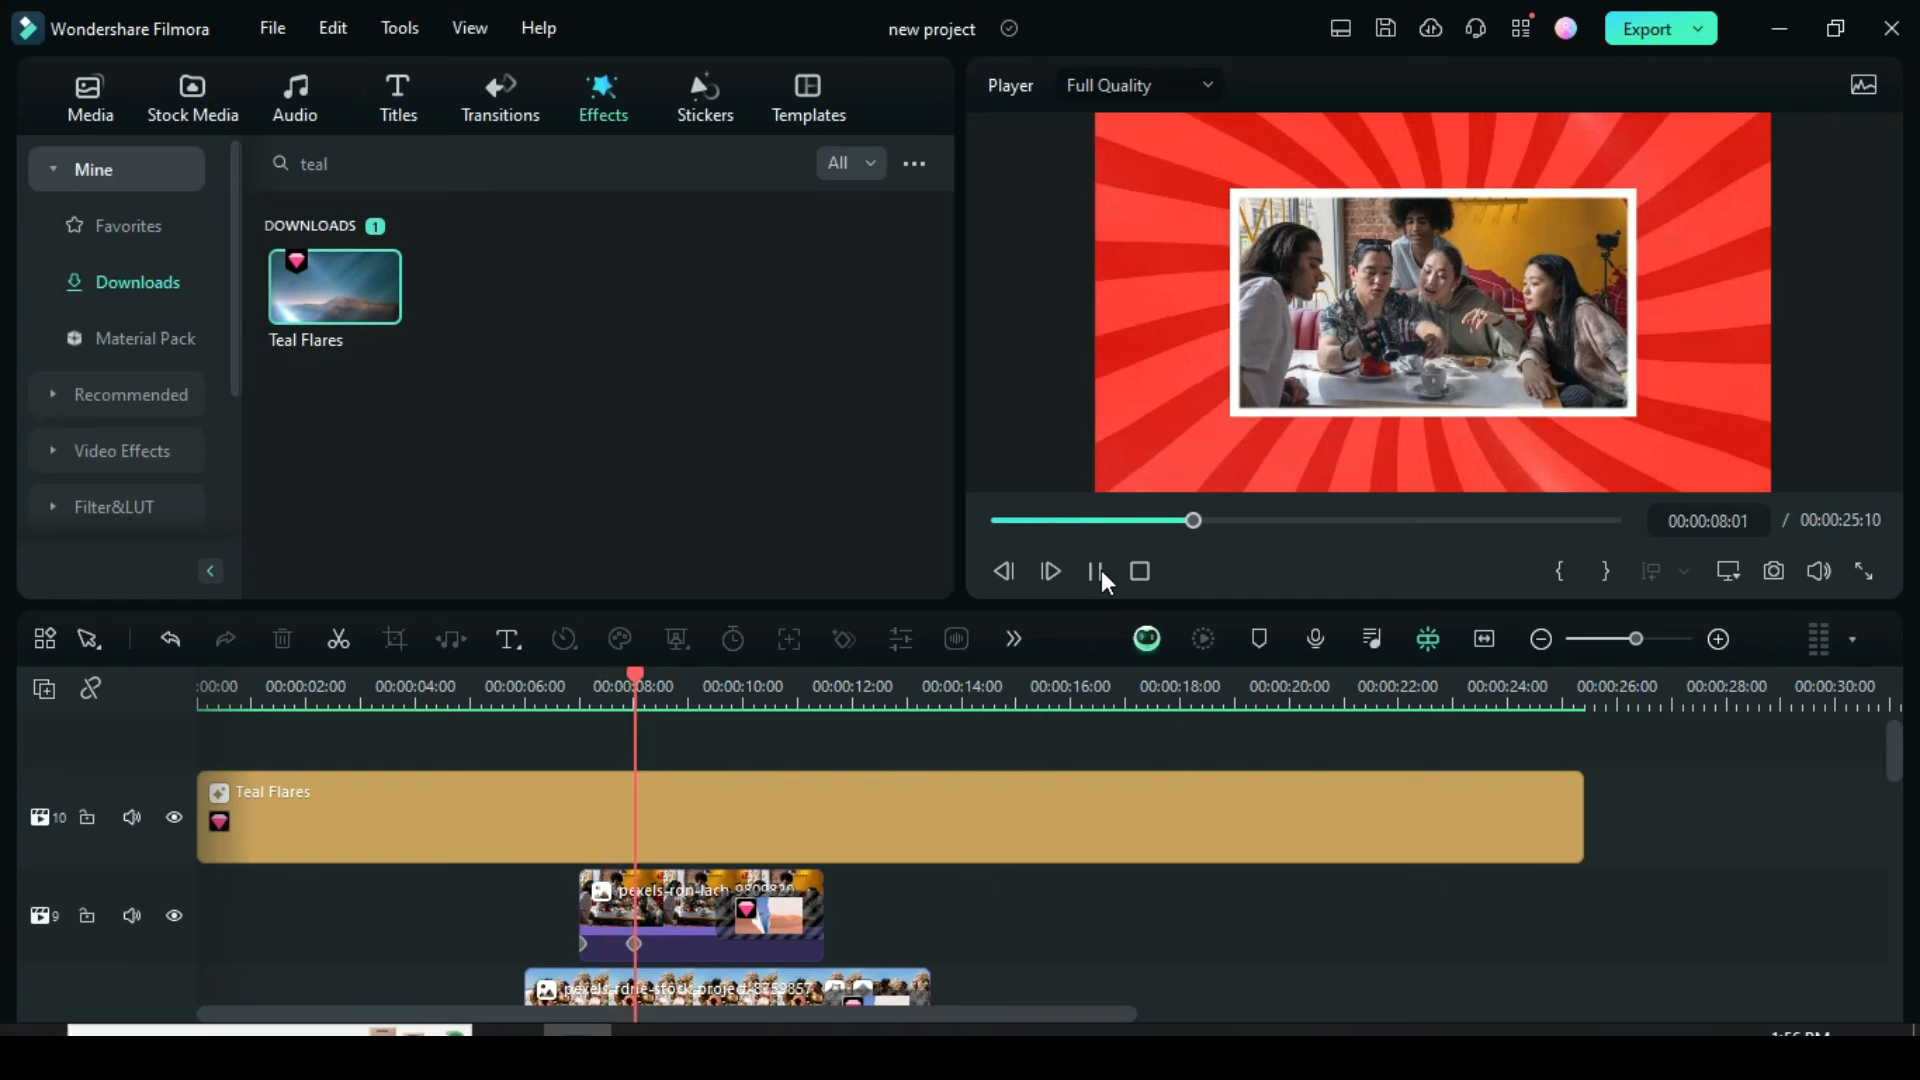 Wondershare Filmora
File
Edit
Tools
View
Help
new project
Export
Media
Stock Media
Audio
Titles
Transitions
Effects
Stickers
Templates
Player
Full Quality
Mine
teal
All
Favorites
DOWNLOADS 1
Downloads
Teal Flares
Material Pack
Recommended
Video Effects
Filter&LUT
00:00:08:01 / 00:00:25:10
:00:00 00:00:02:00 00:00:04:00 00:00:06:00 00:00:08:00 00:00:10:00 00:00:12:00 00:00:14:00 00:00:16:00 00:00:18:00 00:00:20:00 00:00:22:00 00:00:24:00 00:00:26:00 00:00:28:00 00:00:30:00
Teal Flares
10
pexels-ron-lach-9809820
9
pexels-rdne-stock-project-8759857